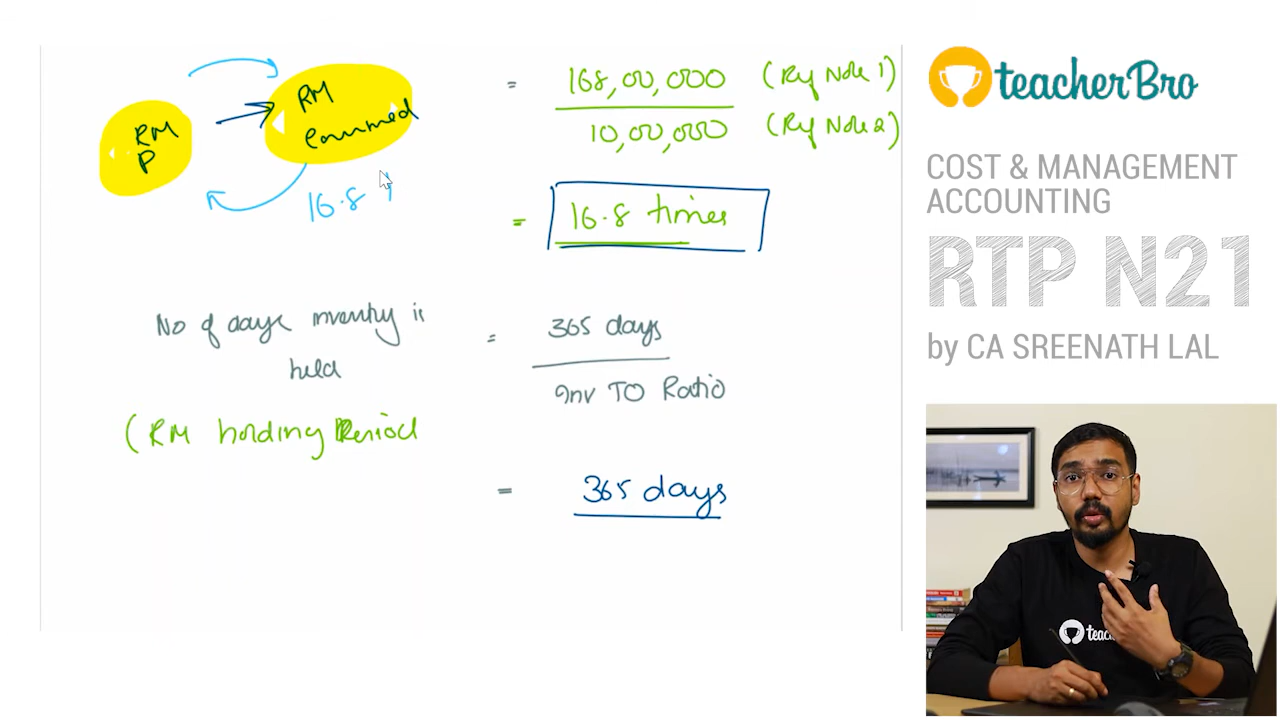 RM
P
RM
Consumed
16.8 t
= 168,00,000 (Ref Note 1)
10,00,000 (Ref Note 2)
= 16.8 times
No of days inventory is
held
= 365 days
Inv TO Ratio
(RM holding Period
= 365 days
teacherBro
COST & MANAGEMENT
ACCOUNTING
RTP N21
by CA SREENATH LAL
teac